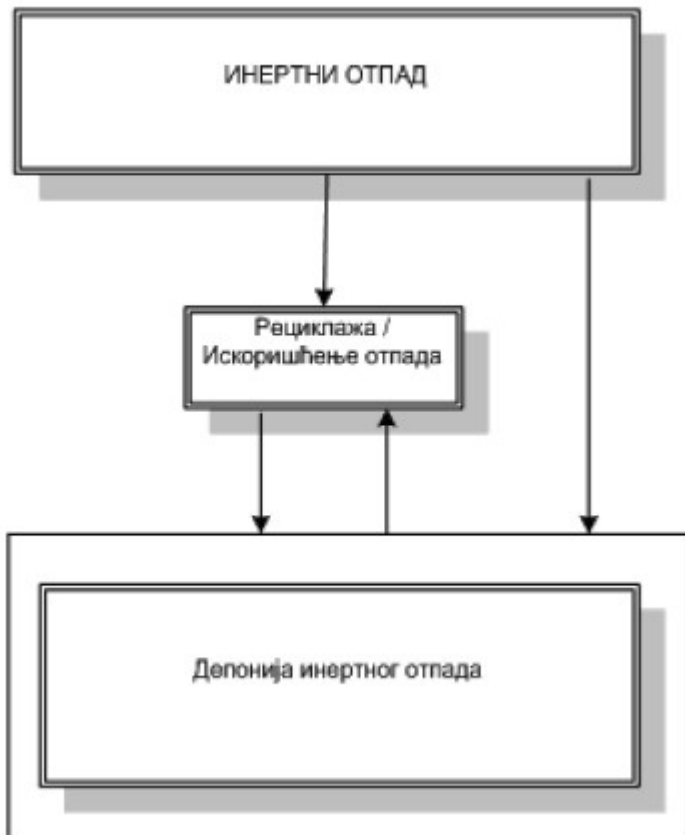 ИНЕРТНИ ОТПАД
Рециклажа /
Искоришћење отпада
Депонија инертног отпада